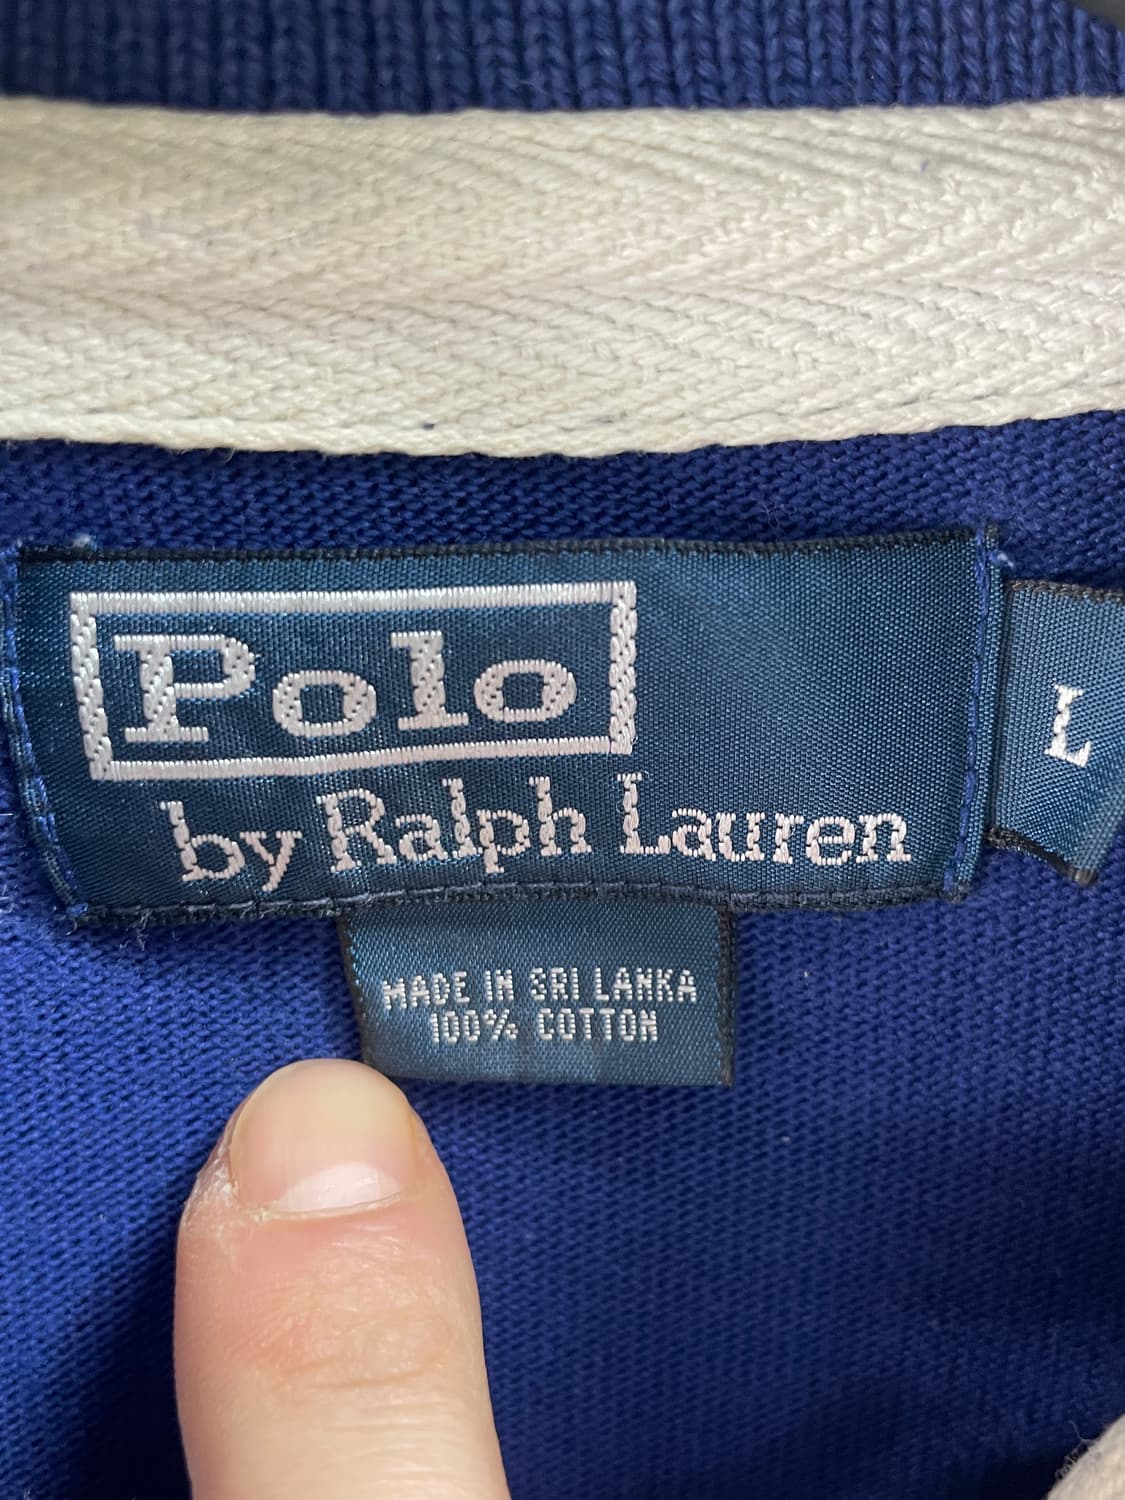 Polo
by Ralph Lauren
L
MADE IN SRI LANKA
100% COTTON